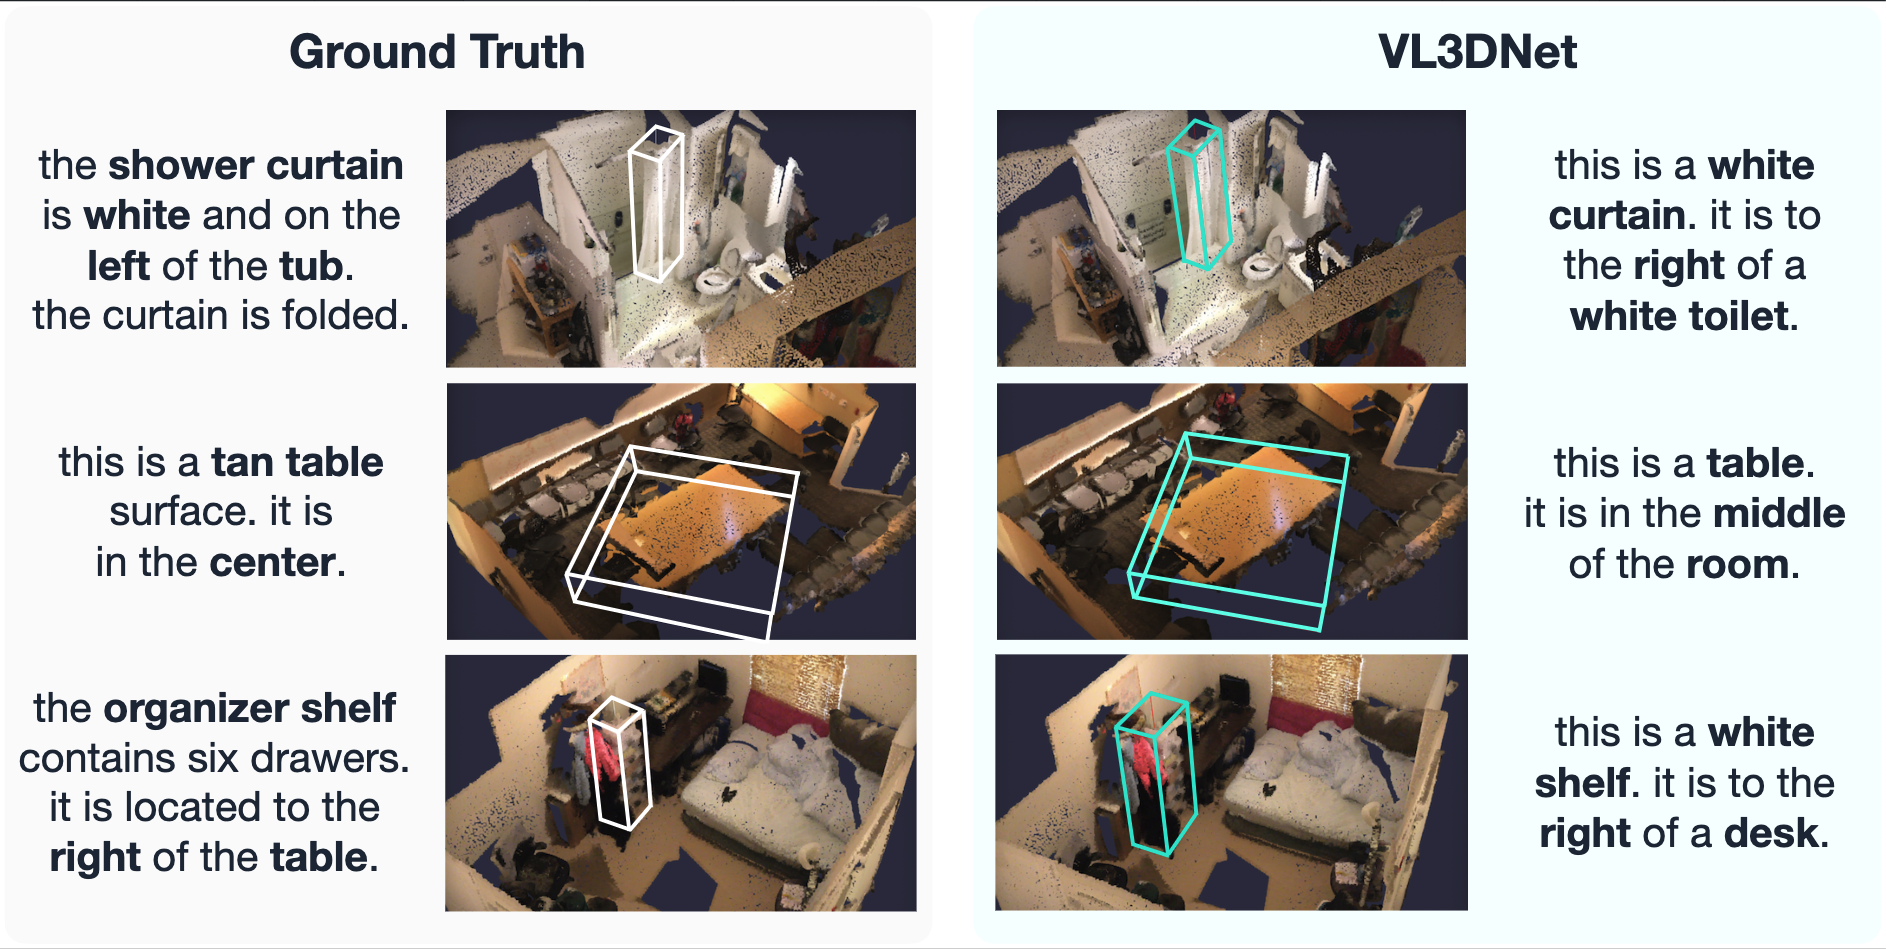 Ground Truth
VL3DNet
the shower curtain
is white and on the
left of the tub.
the curtain is folded.
this is a white
curtain. it is to
the right of a
white toilet.
this is a tan table
surface. it is
in the center.
this is a table.
it is in the middle
of the room.
the organizer shelf
contains six drawers.
it is located to the
right of the table.
this is a white
shelf. it is to the
right of a desk.